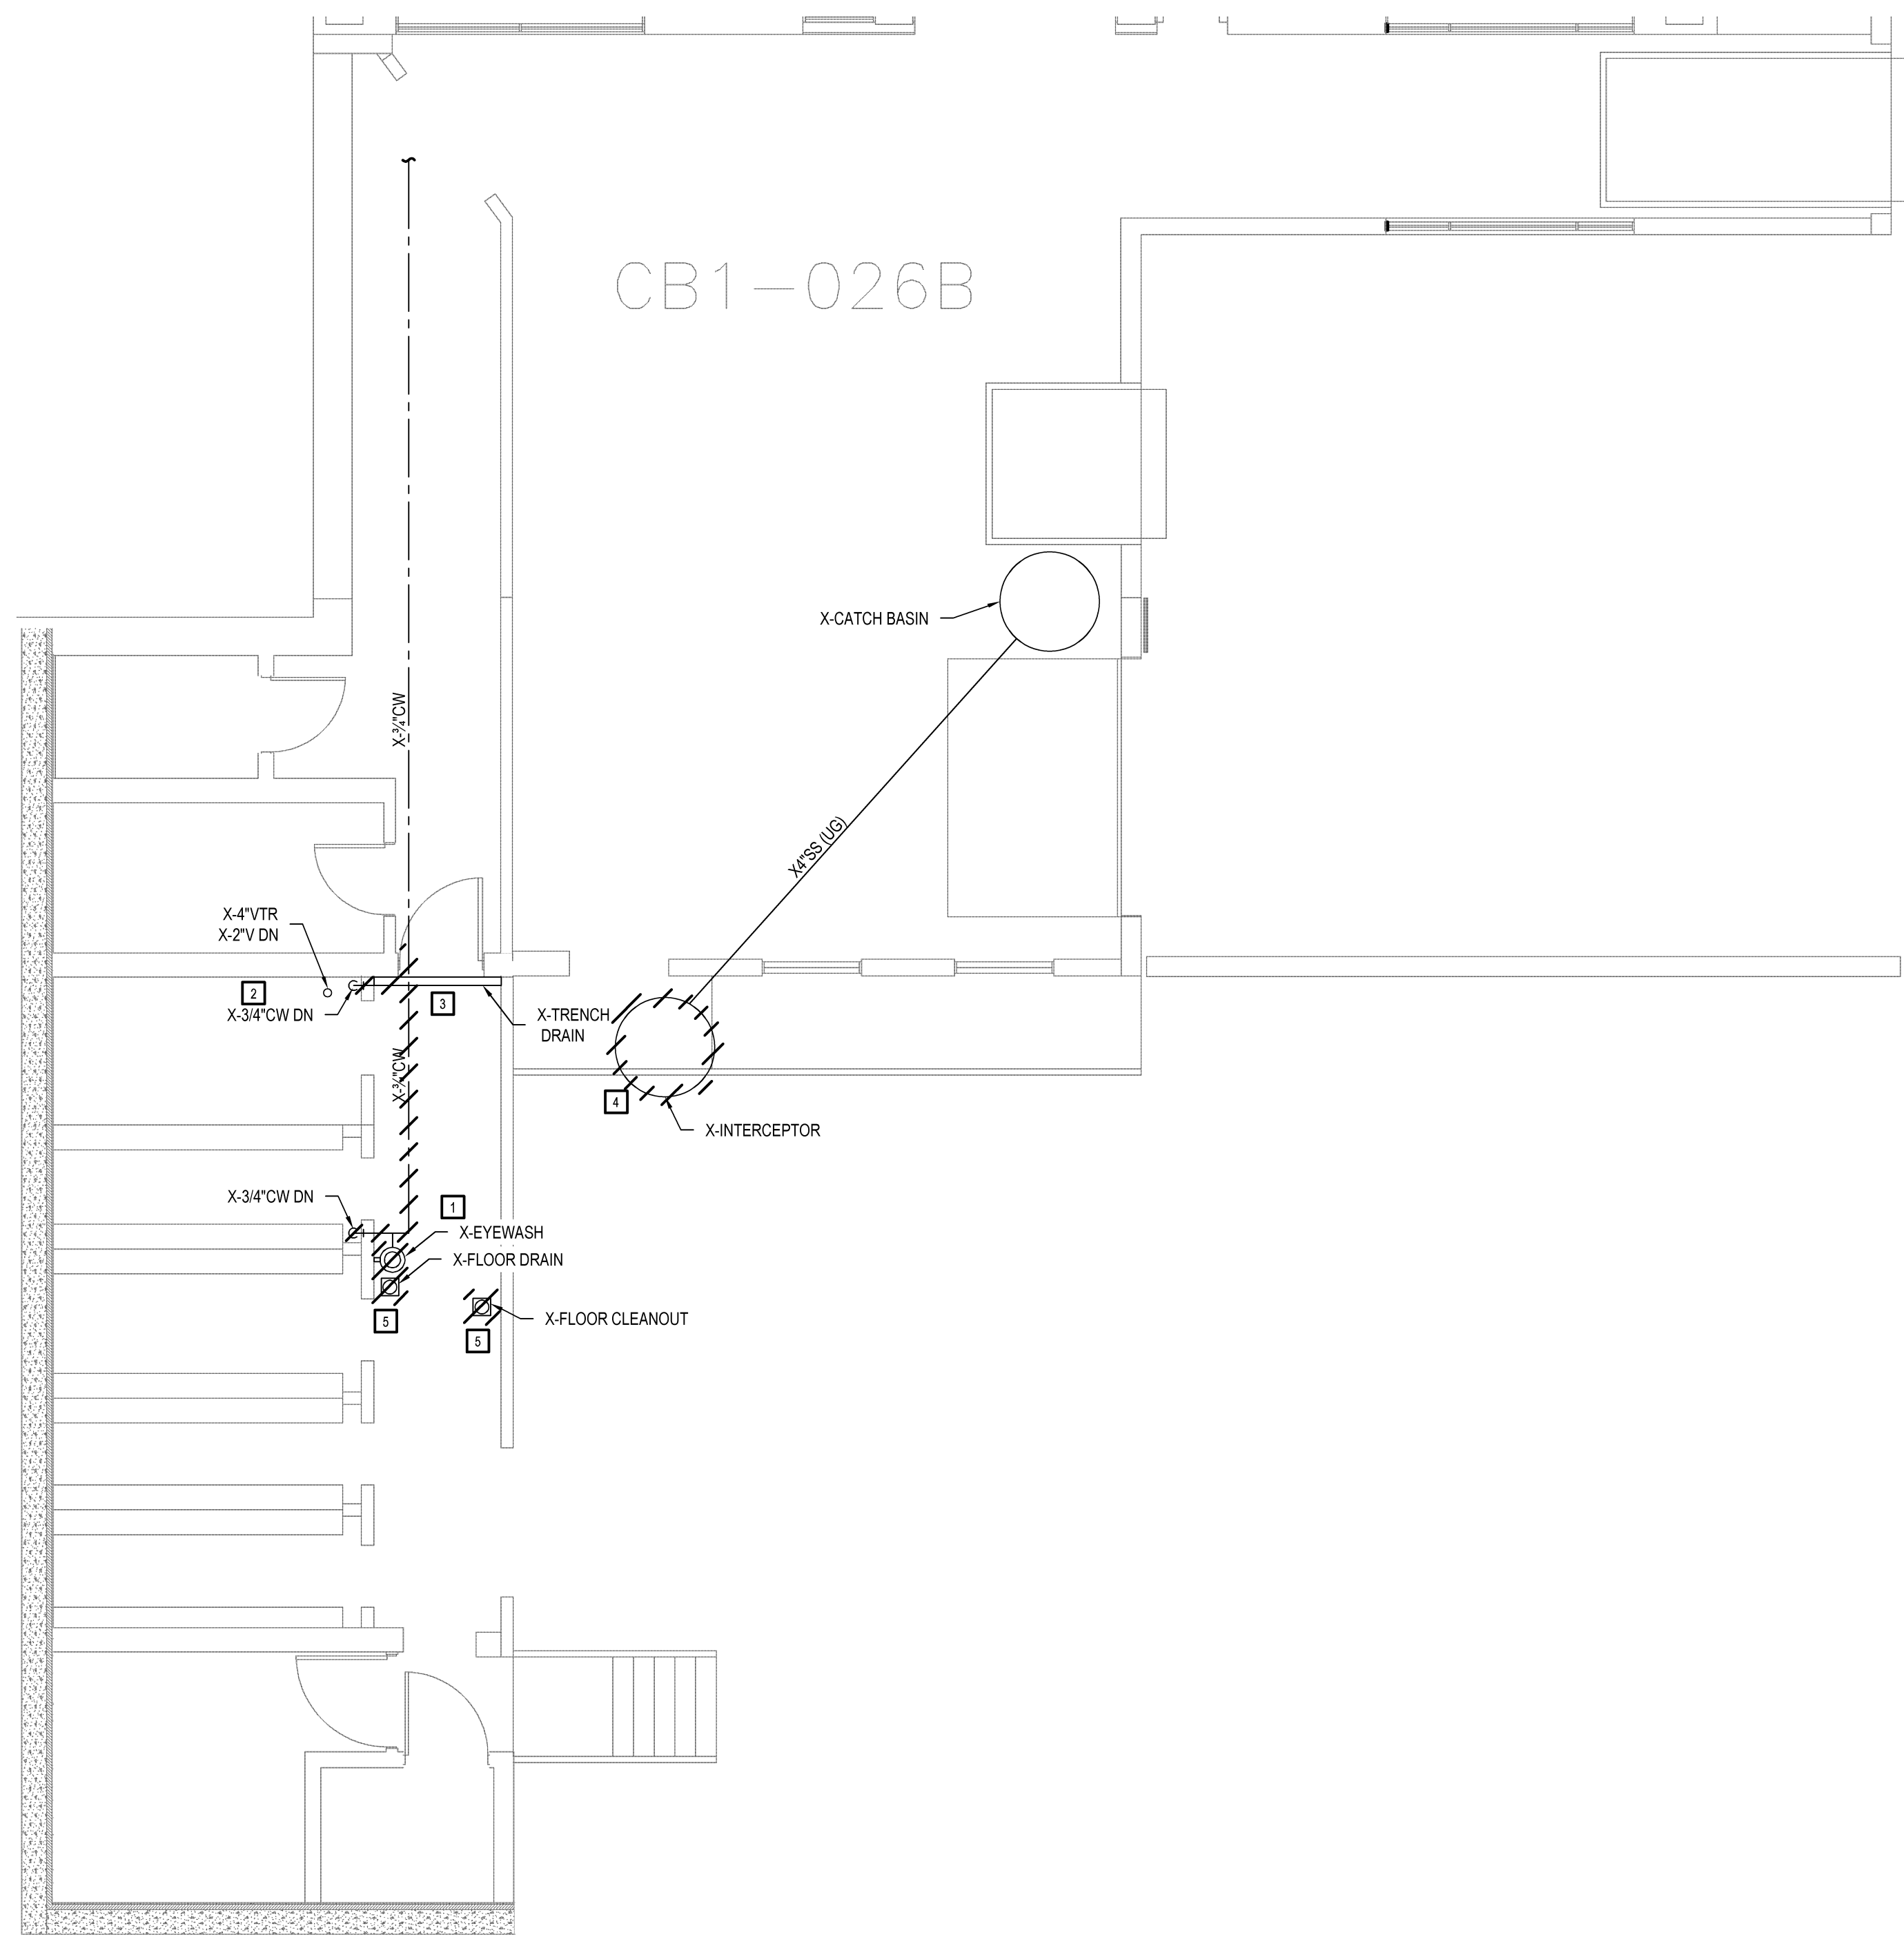 CB1-026B
X-CATCH BASIN
X-¾"CW
X4"SS (UG)
X-4"VTR
X-2"V DN
2
X-3/4"CW DN
3
X-TRENCH
DRAIN
X-¾"CW
4
X-INTERCEPTOR
X-3/4"CW DN
1
X-EYEWASH
X-FLOOR DRAIN
5
X-FLOOR CLEANOUT
5